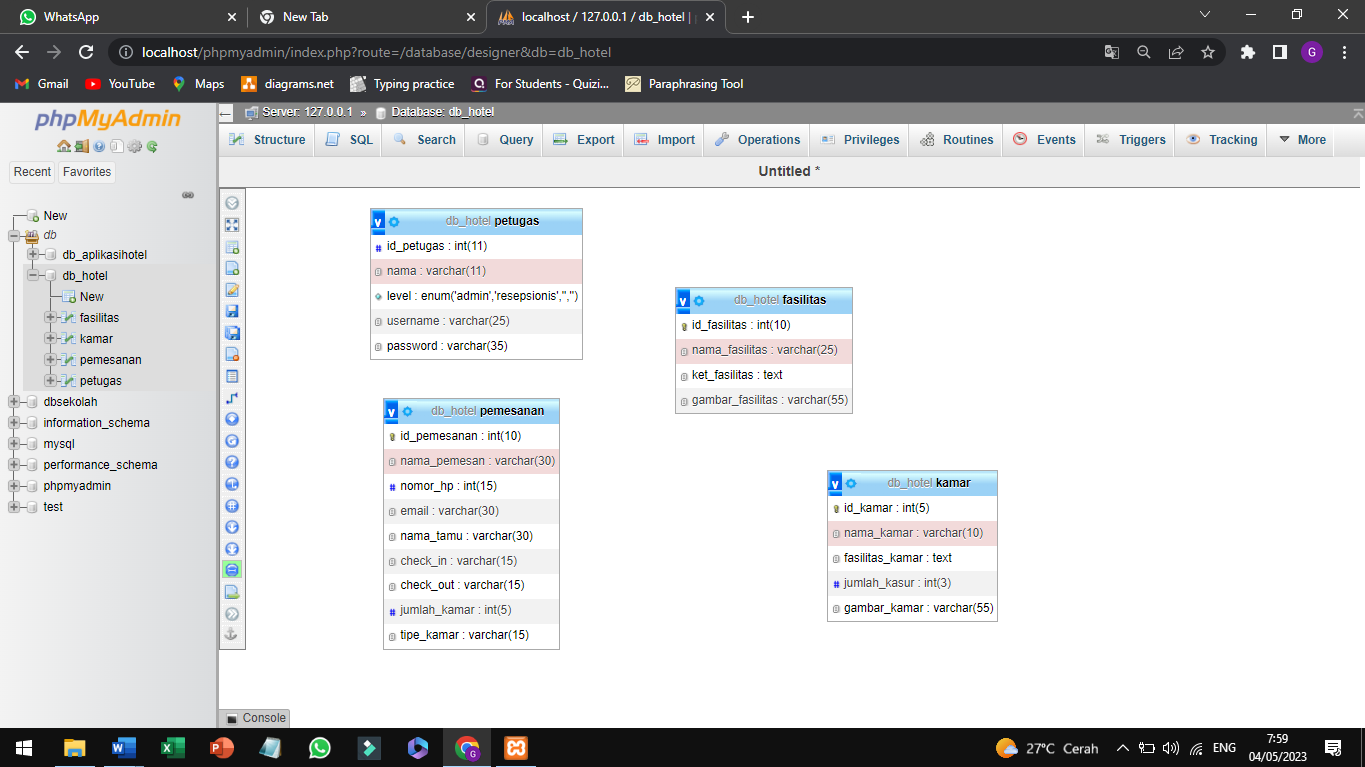 WhatsApp
New Tab
localhost / 127.0.0.1 / db_hotel |
localhost/phpmyadmin/index.php?route=/database/designer&db=db_hotel
G
Gmail
YouTube
Maps
diagrams.net
Typing practice
For Students - Quizi...
Paraphrasing Tool
phpMyAdmin
Recent
Favorites
New
db
db_aplikasihotel
db_hotel
New
fasilitas
kamar
pemesanan
petugas
dbsekolah
information_schema
mysql
performance_schema
phpmyadmin
test
Server: 127.0.0.1 » Database: db_hotel
Structure
SQL
Search
Query
Export
Import
Operations
Privileges
Routines
Events
Triggers
Tracking
More
Untitled *
db_hotel petugas
id_petugas : int(11)
nama : varchar(11)
level : enum('admin','resepsionis','','')
username : varchar(25)
password : varchar(35)
db_hotel fasilitas
id_fasilitas : int(10)
nama_fasilitas : varchar(25)
ket_fasilitas : text
gambar_fasilitas : varchar(55)
db_hotel pemesanan
id_pemesanan : int(10)
nama_pemesan : varchar(30)
nomor_hp : int(15)
email : varchar(30)
nama_tamu : varchar(30)
check_in : varchar(15)
check_out : varchar(15)
jumlah_kamar : int(5)
tipe_kamar : varchar(15)
db_hotel kamar
id_kamar : int(5)
nama_kamar : varchar(10)
fasilitas_kamar : text
jumlah_kasur : int(3)
gambar_kamar : varchar(55)
Console
27°C Cerah
ENG
7:59
04/05/2023